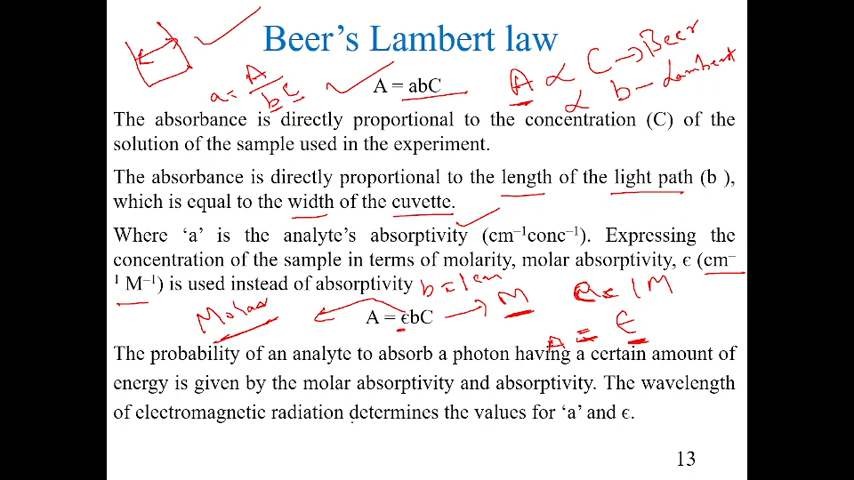 Beer's Lambert law
a = A / bC
A = abC
A ∝ C → Beer
∝ b - Lambert
The absorbance is directly proportional to the concentration (C) of the
solution of the sample used in the experiment.
The absorbance is directly proportional to the length of the light path (b ),
which is equal to the width of the cuvette.
Where 'a' is the analyte's absorptivity (cm⁻¹conc⁻¹). Expressing the
concentration of the sample in terms of molarity, molar absorptivity, ϵ (cm⁻
¹ M⁻¹) is used instead of absorptivity
b = 1 cm
C = 1 M
Molar
A = ϵbC
→ M
A = ϵ
The probability of an analyte to absorb a photon having a certain amount of
energy is given by the molar absorptivity and absorptivity. The wavelength
of electromagnetic radiation determines the values for 'a' and ϵ.
13